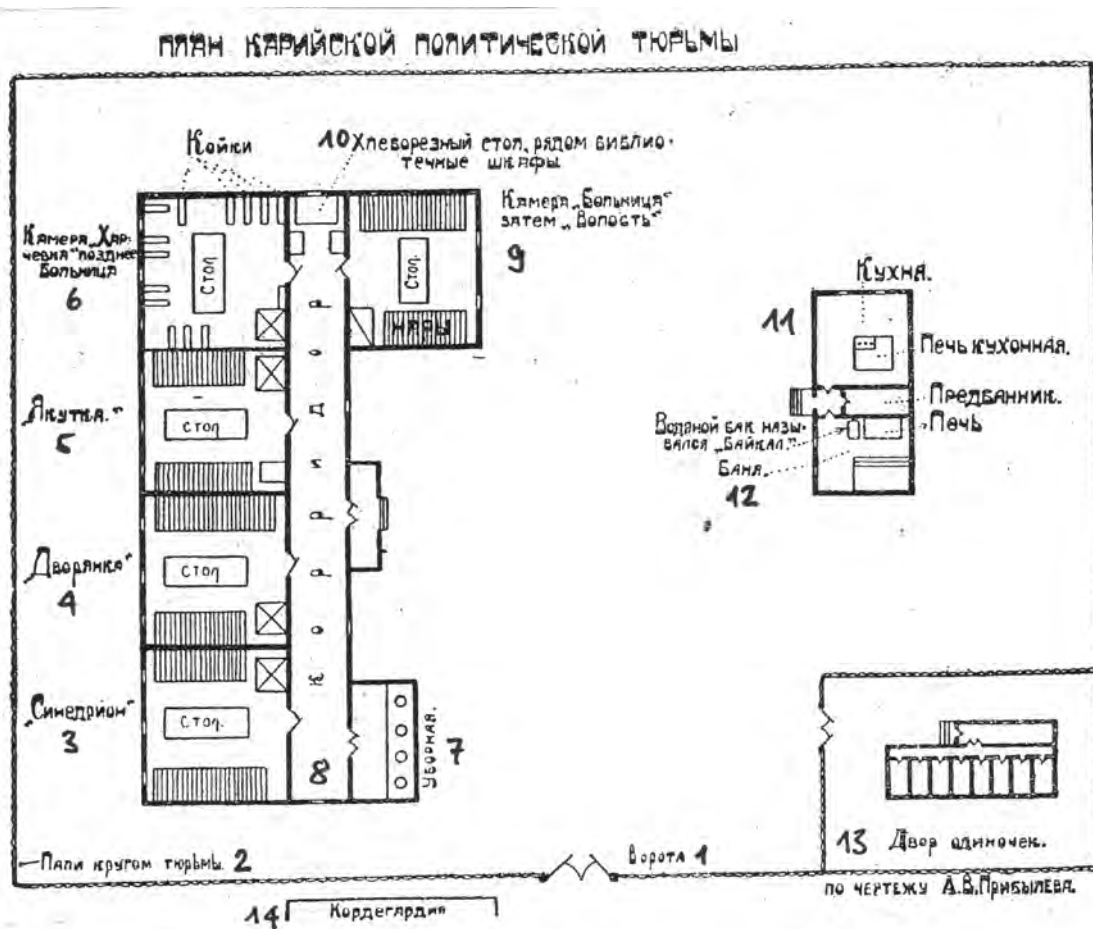 ПЛАН КАРИЙСКОЙ ПОЛИТИЧЕСКОЙ ТЮРЬМЫ
Койки
10 Хлеборезный стол, рядом библио-
течные шкафы
Камера „Больница"
затем „Волость"
9
Камера „Хар-
чевня" позднее
Больница
6
Стол
Стол.
Нары
„Якутка."
5
Стол
„Дворянка"
4
Стол
„Синедрион"
3
Стол.
Корридор
8
Уборная.
7
Кухня.
11
Печь кухонная.
Предбанник.
Печь
Водяной бак назы-
вался „Байкал."
Баня.
12
13 Двор одиночек.
Пали кругом тюрьмы. 2
Ворота 1
по чертежу А.В.Прибылева.
14 Кордегардия